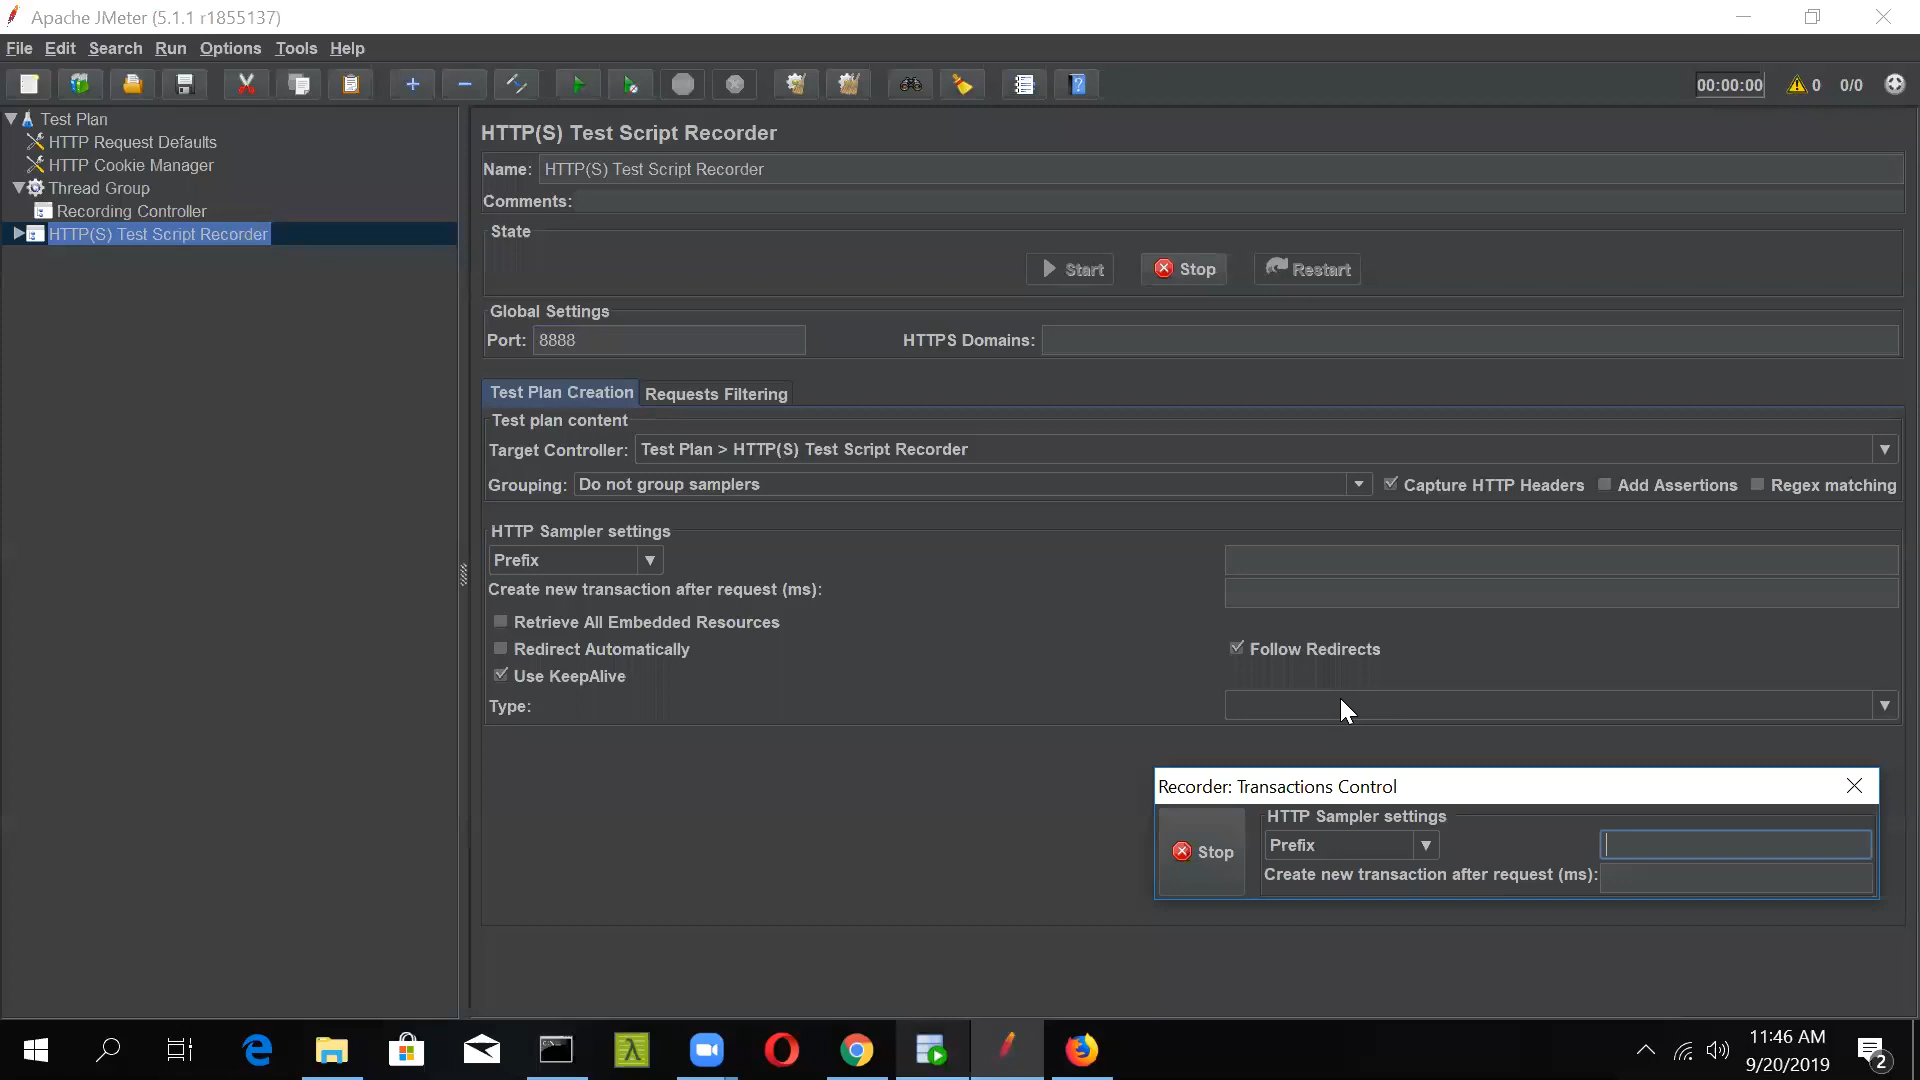 Apache JMeter (5.1.1 r1855137)
File Edit Search Run Options Tools Help
00:00:00 0 0/0
Test Plan
HTTP Request Defaults
HTTP Cookie Manager
Thread Group
Recording Controller
HTTP(S) Test Script Recorder
HTTP(S) Test Script Recorder
Name: HTTP(S) Test Script Recorder
Comments:
State
Start Stop Restart
Global Settings
Port: 8888 HTTPS Domains:
Test Plan Creation Requests Filtering
Test plan content
Target Controller: Test Plan > HTTP(S) Test Script Recorder
Grouping: Do not group samplers Capture HTTP Headers Add Assertions Regex matching
HTTP Sampler settings
Prefix
Create new transaction after request (ms):
Retrieve All Embedded Resources
Redirect Automatically Follow Redirects
Use KeepAlive
Type:
Recorder: Transactions Control
HTTP Sampler settings
Stop Prefix
Create new transaction after request (ms):
11:46 AM
9/20/2019
2